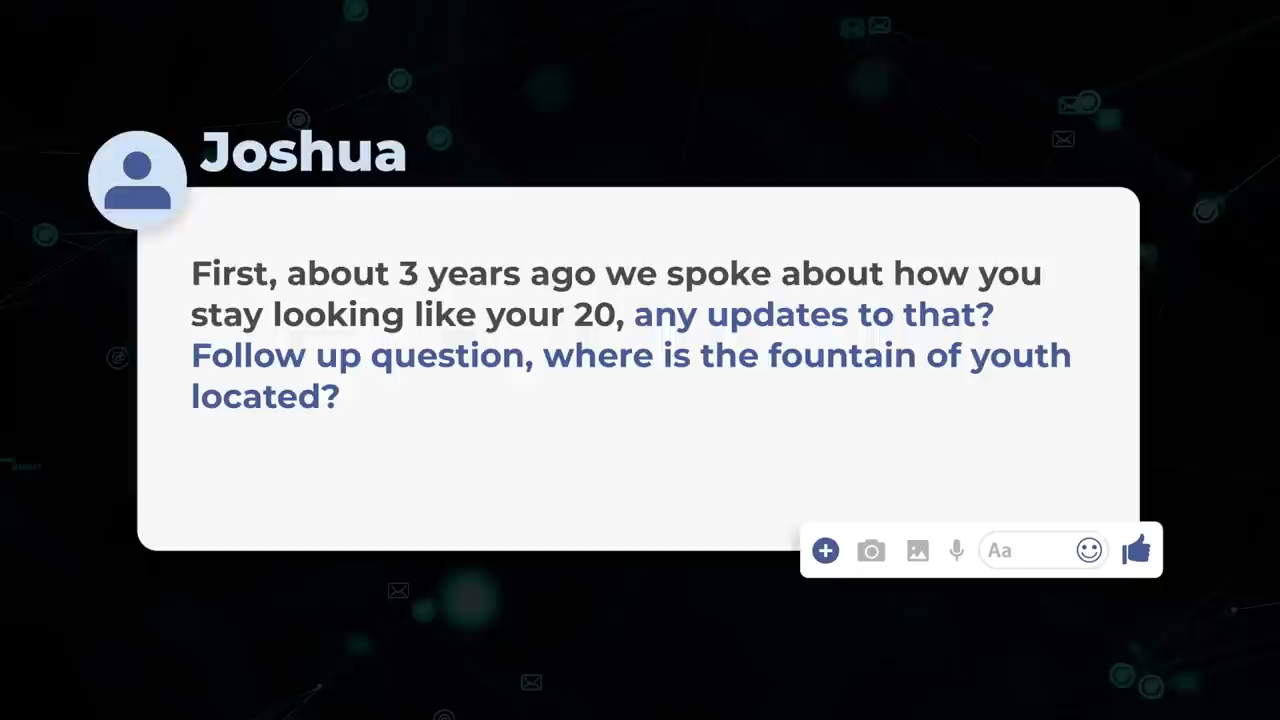 Joshua
First, about 3 years ago we spoke about how you
stay looking like your 20, any updates to that?
Follow up question, where is the fountain of youth
located?
Aa